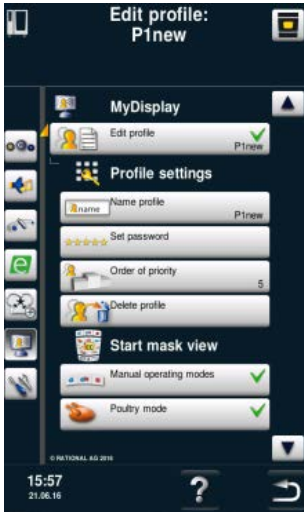 Edit profile:
P1new
MyDisplay
Edit profile
P1new
Profile settings
name
Name profile
P1new
Set password
Order of priority
5
Delete profile
Start mask view
Manual operating modes
Poultry mode
© RATIONAL AG 2016
15:57
21.06.16
?